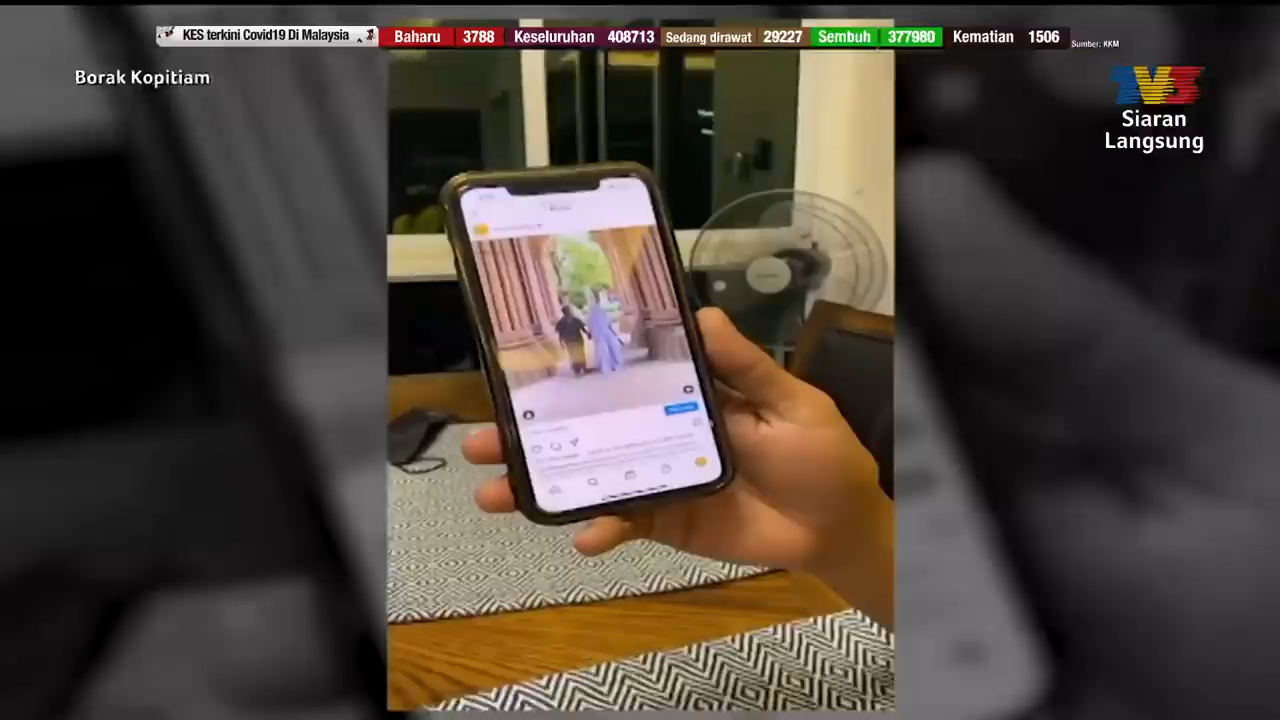 KES terkini Covid19 Di Malaysia Baharu 3788 Keseluruhan 408713 Sedang dirawat 29227 Sembuh 377980 Kematian 1506 Sumber: KKM
Borak Kopitiam
TV3
Siaran
Langsung